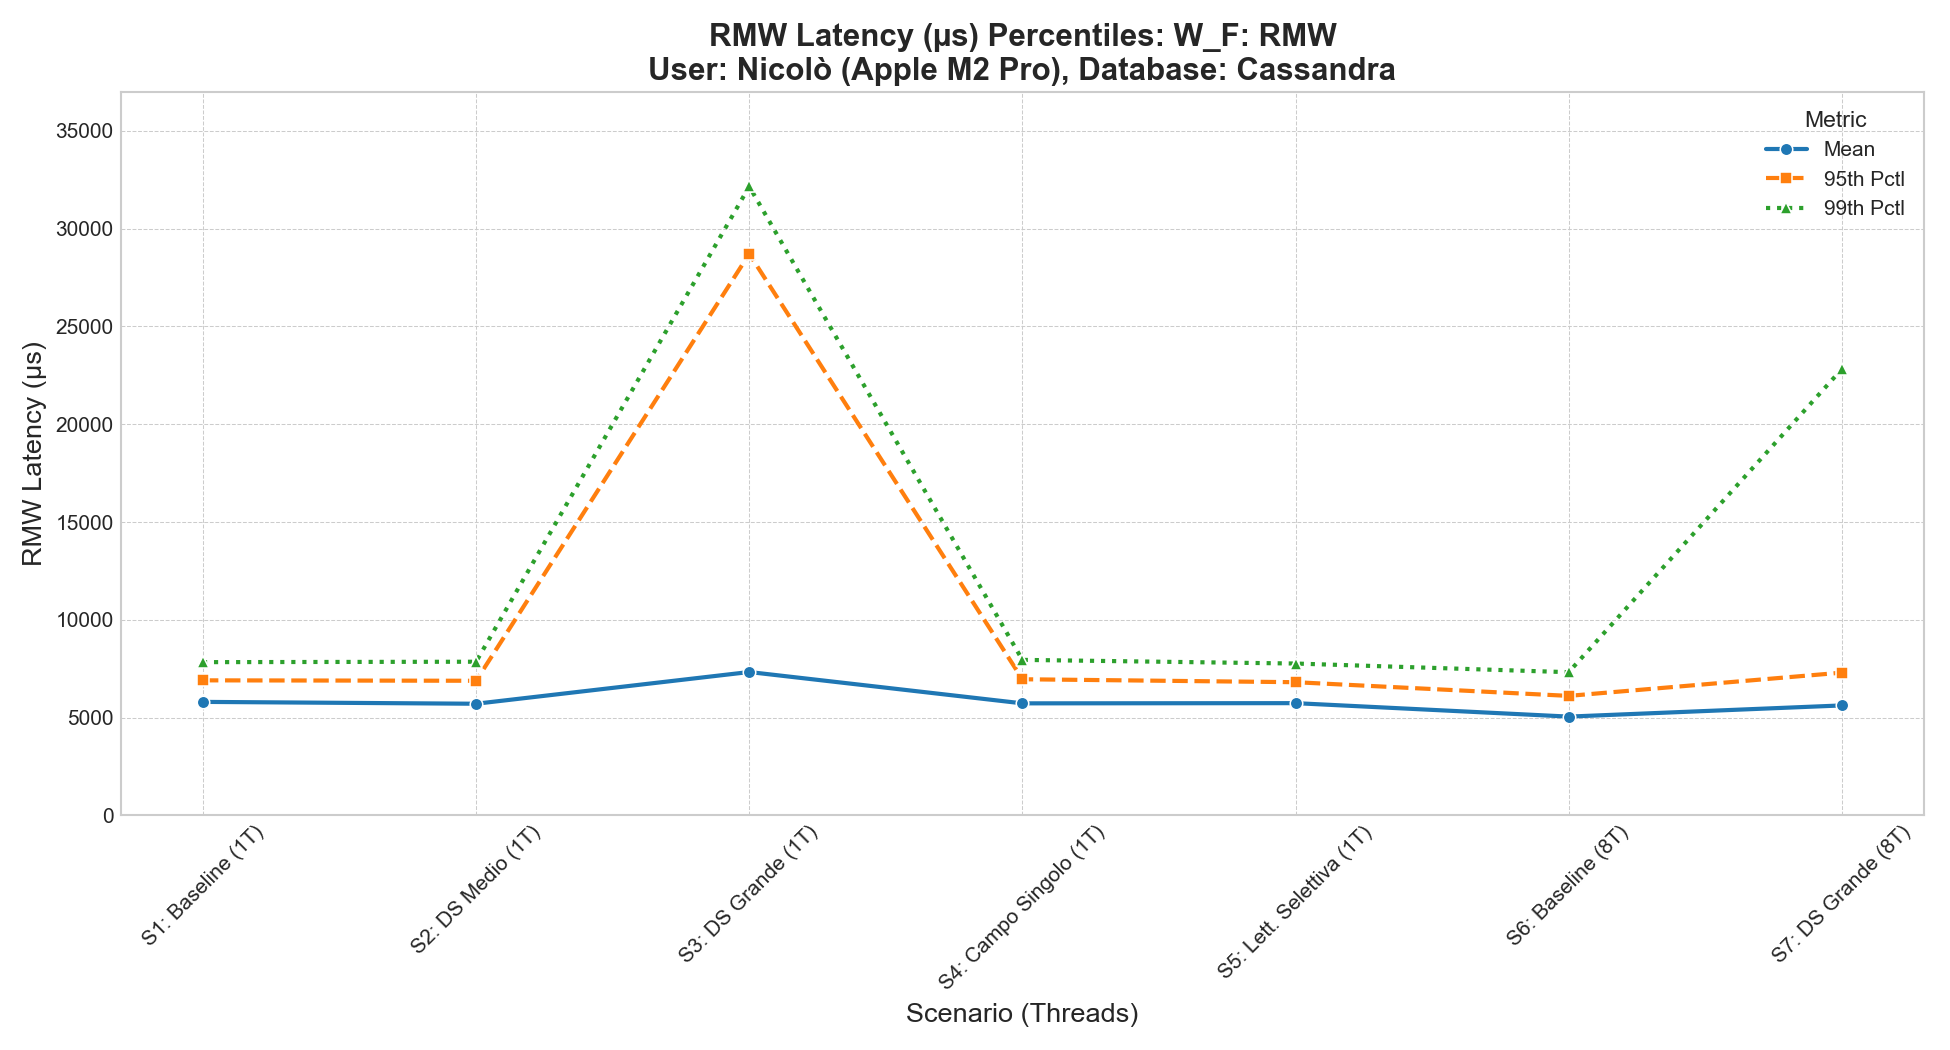 RMW Latency (µs) Percentiles: W_F: RMW
User: Nicolò (Apple M2 Pro), Database: Cassandra
Metric
Mean
95th Pctl
99th Pctl
RMW Latency (µs)
35000
30000
25000
20000
15000
10000
5000
0
S1: Baseline (1T)
S2: DS Medio (1T)
S3: DS Grande (1T)
S4: Campo Singolo (1T)
S5: Lett. Selettiva (1T)
S6: Baseline (8T)
S7: DS Grande (8T)
Scenario (Threads)